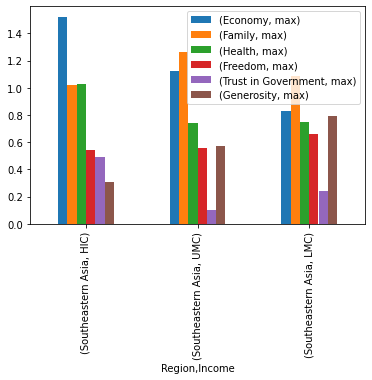 1.4
1.2
1.0
0.8
0.6
0.4
0.2
0.0
(Economy, max)
(Family, max)
(Health, max)
(Freedom, max)
(Trust in Government, max)
(Generosity, max)
(Southeastern Asia, HIC)
(Southeastern Asia, UMC)
(Southeastern Asia, LMC)
Region,Income